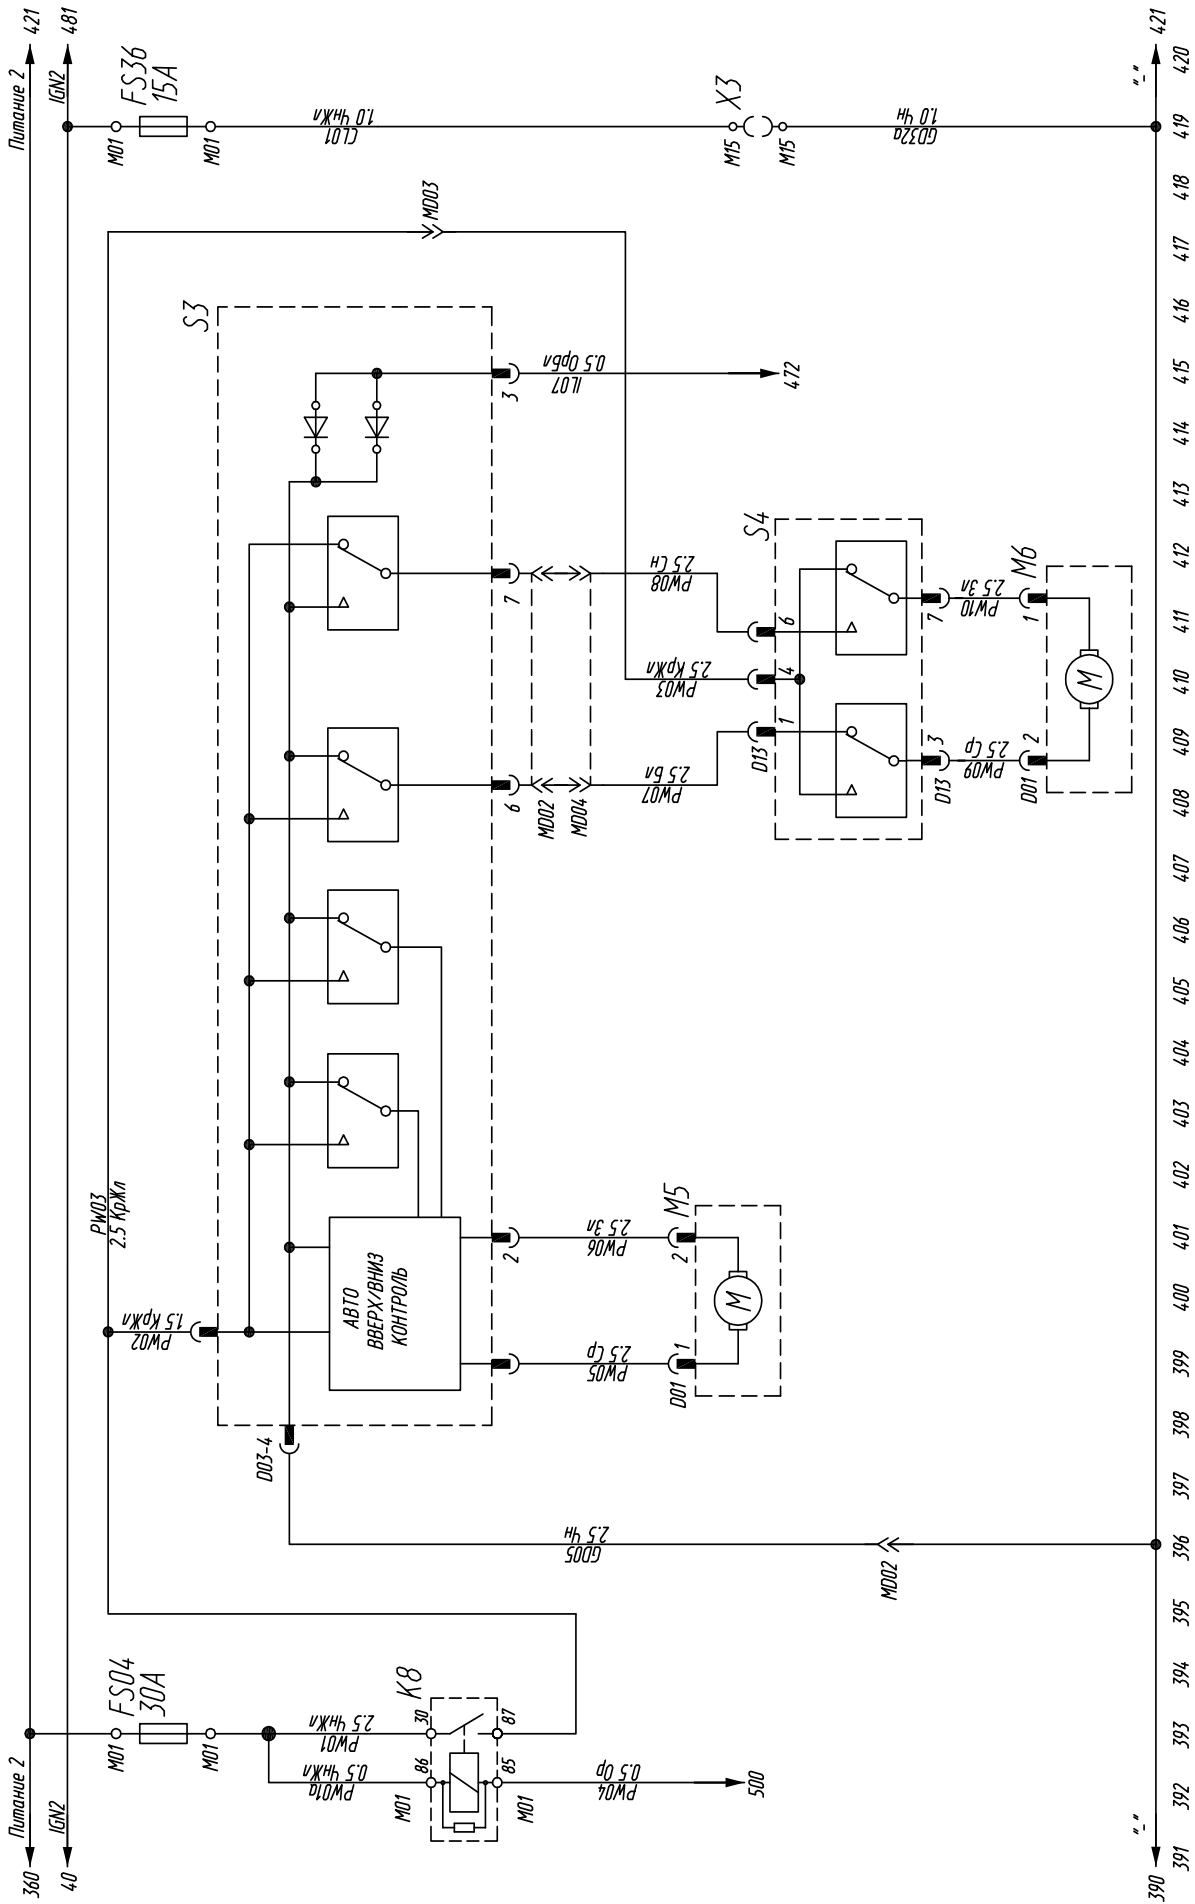 360
Питание 2
Питание 2
421
40
IGN2
IGN2
481
M01
FS04
30A
M01
PW01
2.5 ЧнЖл
PW01a
0.5 ЧнЖл
K8
30
86
M01
87
85
M01
PW04
0.5 Ор
500
PW03
2.5 КрЖл
PW02
1.5 КрЖл
MD03
S3
D03-4
GD05
2.5 Чн
MD02
АВТО
ВВЕРХ/ВНИЗ
КОНТРОЛЬ
2
PW05
2.5 Ср
PW06
2.5 Зл
D01
1
2
M5
M
6
7
3
MD02
MD04
IL07
0.5 ОрБл
472
PW07
2.5 Бл
PW03
2.5 КрЖл
PW08
2.5 Сн
D13
1
4
6
S4
D13
3
7
PW09
2.5 Ср
PW10
2.5 Зл
D01
2
1
M6
M
M01
FS36
15A
M01
CL01
1.0 ЧнЖл
M15
X3
M15
GD32a
1.0 Чн
390
"-"
"-"
421
391
392
393
394
395
396
397
398
399
400
401
402
403
404
405
406
407
408
409
410
411
412
413
414
415
416
417
418
419
420